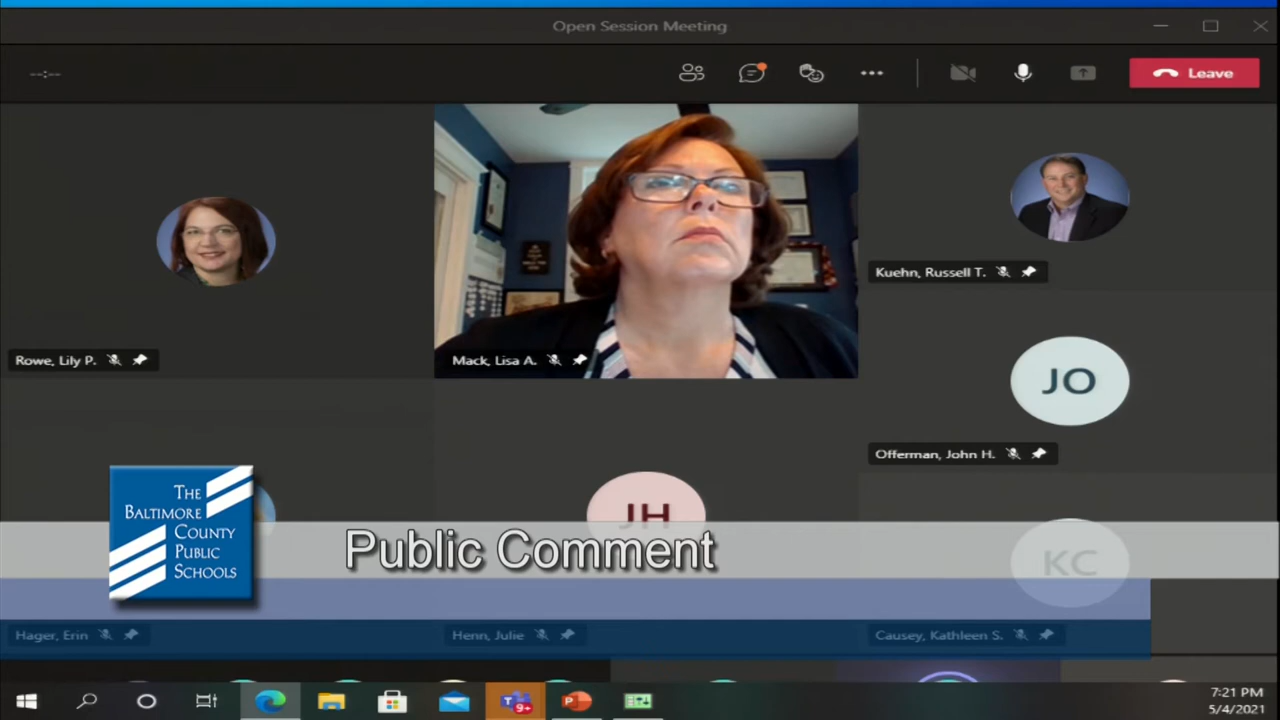 Open Session Meeting
--:--
Leave
Rowe, Lily P.
Mack, Lisa A.
Kuehn, Russell T.
JO
Offerman, John H.
THE
BALTIMORE
COUNTY
PUBLIC
SCHOOLS
JH
Public Comment
KC
Hager, Erin
Henn, Julie
Causey, Kathleen S.
9+
7:21 PM
5/4/2021